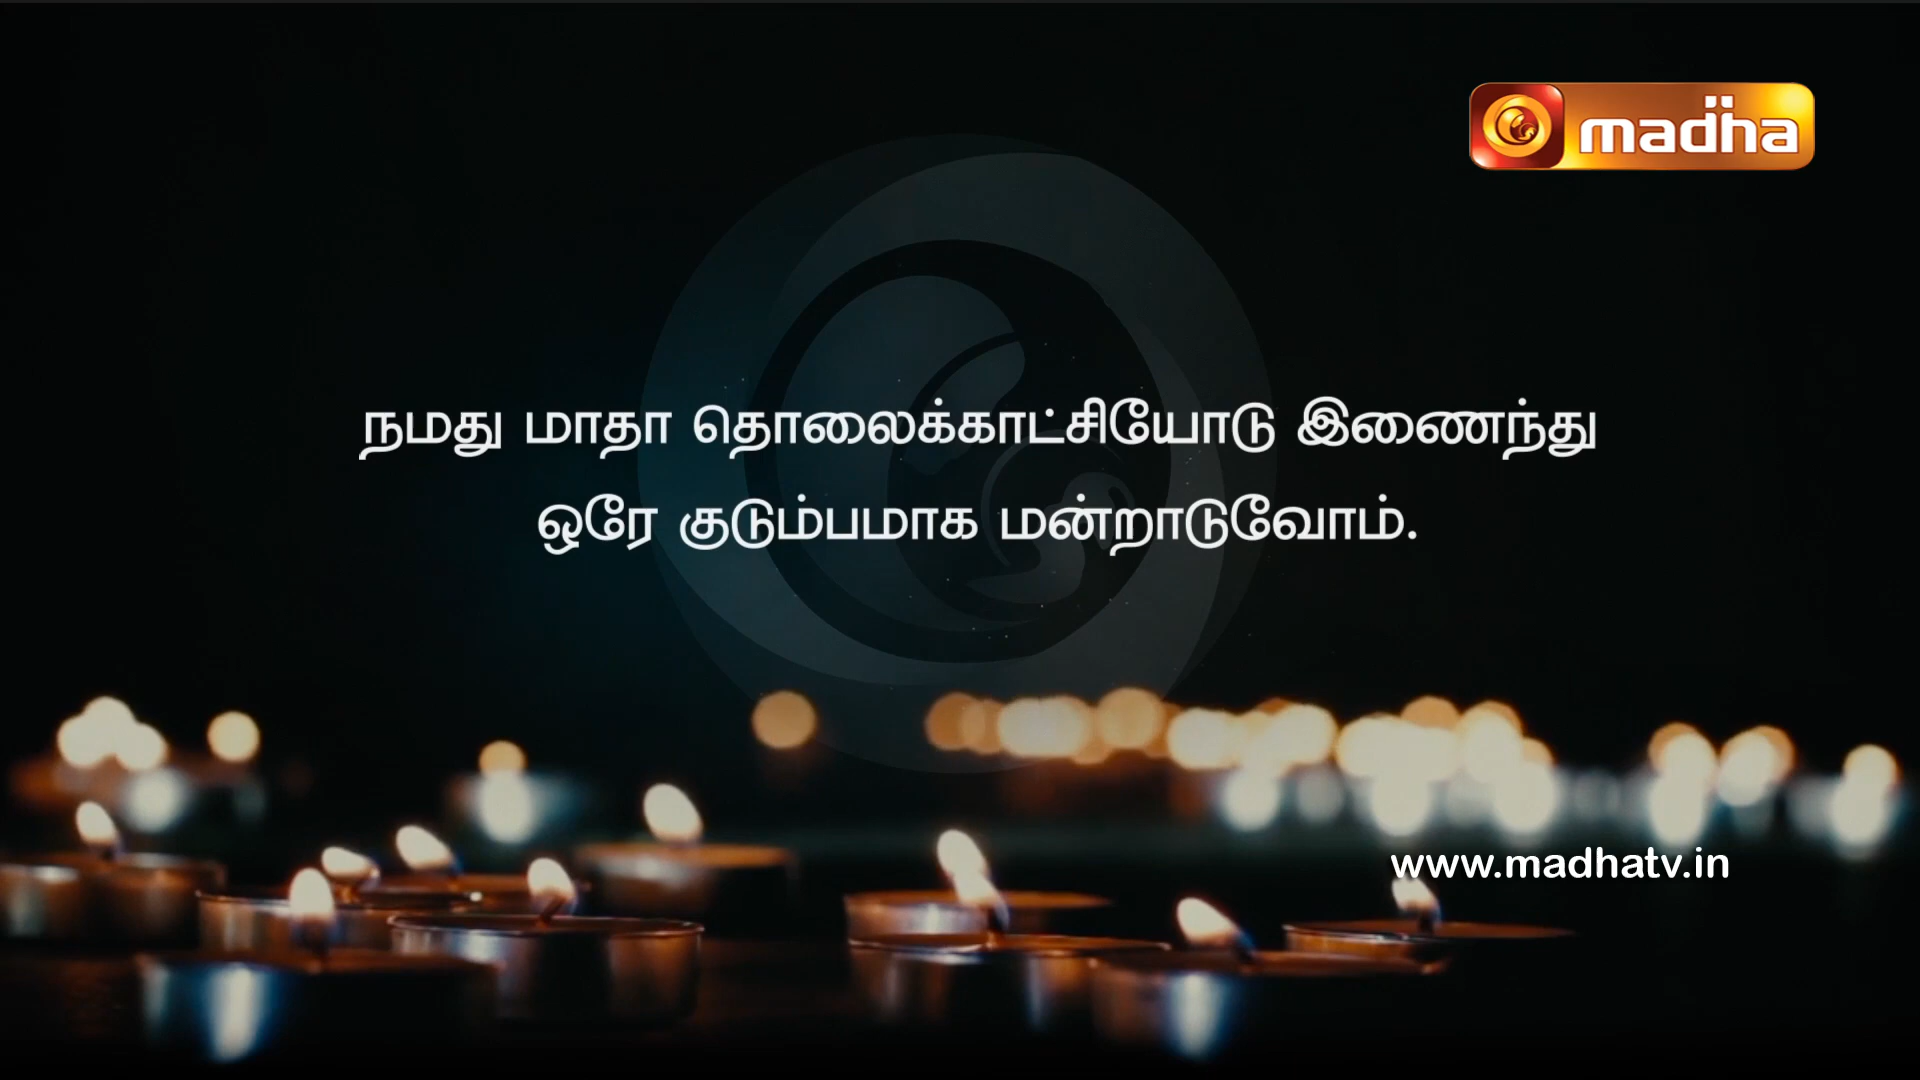 madha
நமது மாதா தொலைக்காட்சியோடு இணைந்து
ஒரே குடும்பமாக மன்றாடுவோம்.
www.madhatv.in